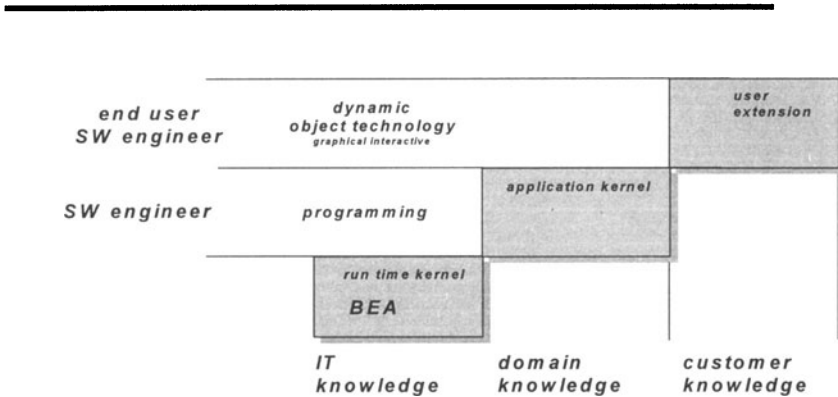 end user
SW engineer
dynamic
object technology
graphical interactive
user
extension
SW engineer
programming
application kernel
run time kernel
BEA
IT
knowledge
domain
knowledge
customer
knowledge